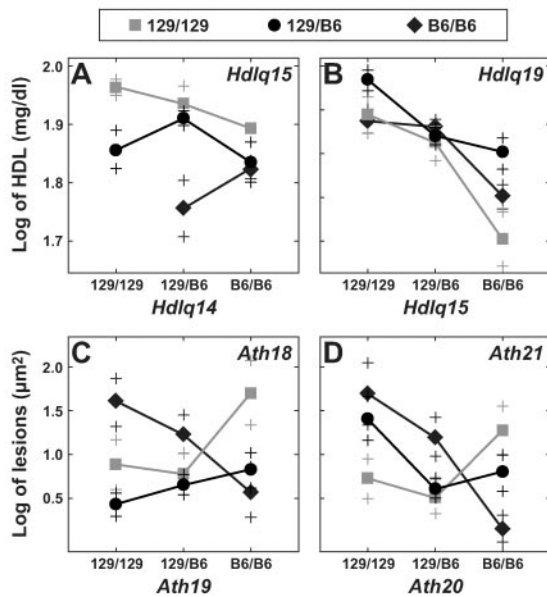 129/129 129/B6 B6/B6
A Hdlq15
B Hdlq19
Log of HDL (mg/dl)
2.0
1.9
1.8
1.7
129/129 129/B6 B6/B6
129/129 129/B6 B6/B6
Hdlq14
Hdlq15
C Ath18
D Ath21
Log of lesions (µm²)
2.0
1.5
1.0
0.5
129/129 129/B6 B6/B6
129/129 129/B6 B6/B6
Ath19
Ath20